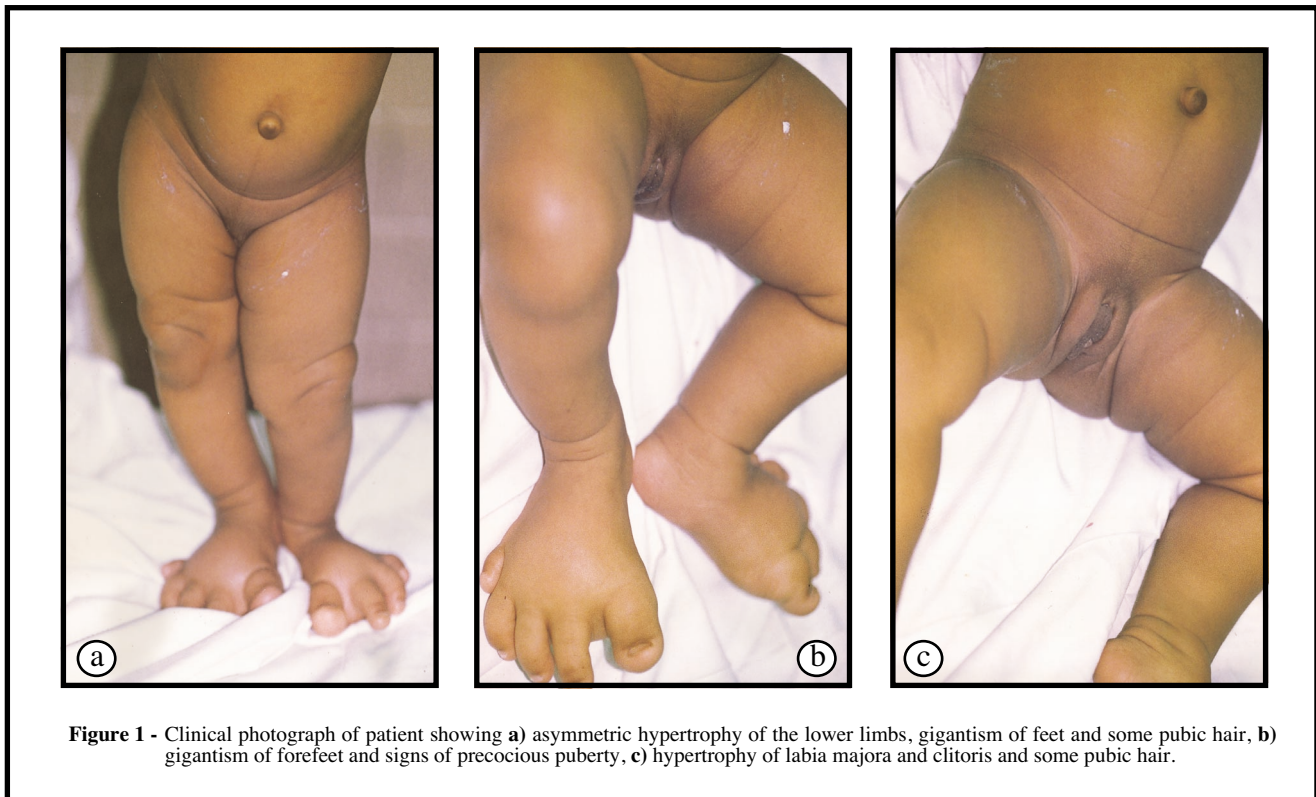 a
b
c
Figure 1 - Clinical photograph of patient showing a) asymmetric hypertrophy of the lower limbs, gigantism of feet and some pubic hair, b)
gigantism of forefeet and signs of precocious puberty, c) hypertrophy of labia majora and clitoris and some pubic hair.